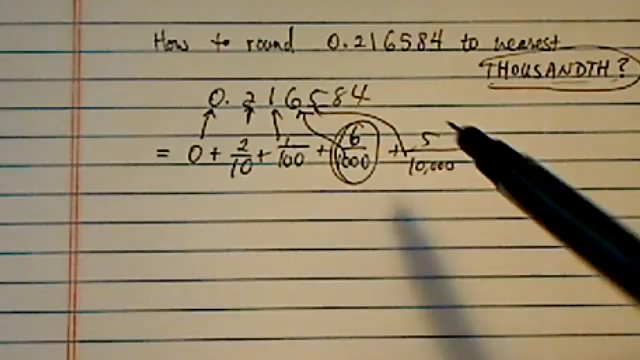 How to round 0.216584 to nearest
THOUSANDTH?
0.216584
= 0 + 2/10 + 1/100 + 6/1000 + 5/10,000